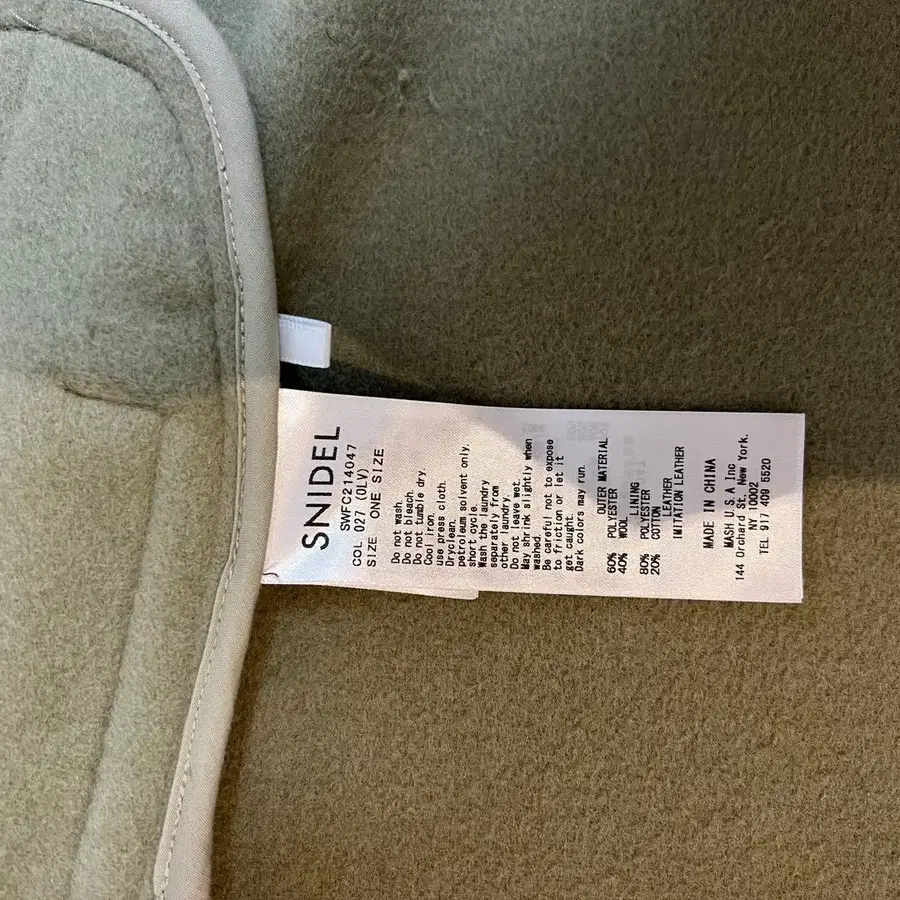 SNIDEL
SWFC214047
COL 027 (OLV)
SIZE ONE SIZE
Do not wash.
Do not bleach.
Do not tumble dry.
Cool iron.
use press cloth.
Dryclean.
petroleum solvent only.
short cycle.
Wash the laundry
separately from
other laundry.
Do not leave wet.
May shrink slightly when
washed.
Be careful not to expose
to friction or let it
get caught.
Dark colors may run.
OUTER MATERIAL
60% POLYESTER
40% WOOL
LINING
80% POLYESTER
20% COTTON
LEATHER
IMITATION LEATHER
MADE IN CHINA
MASH U.S.A Inc
144 Orchard St. New York.
NY 10002
TEL 917 409 5520